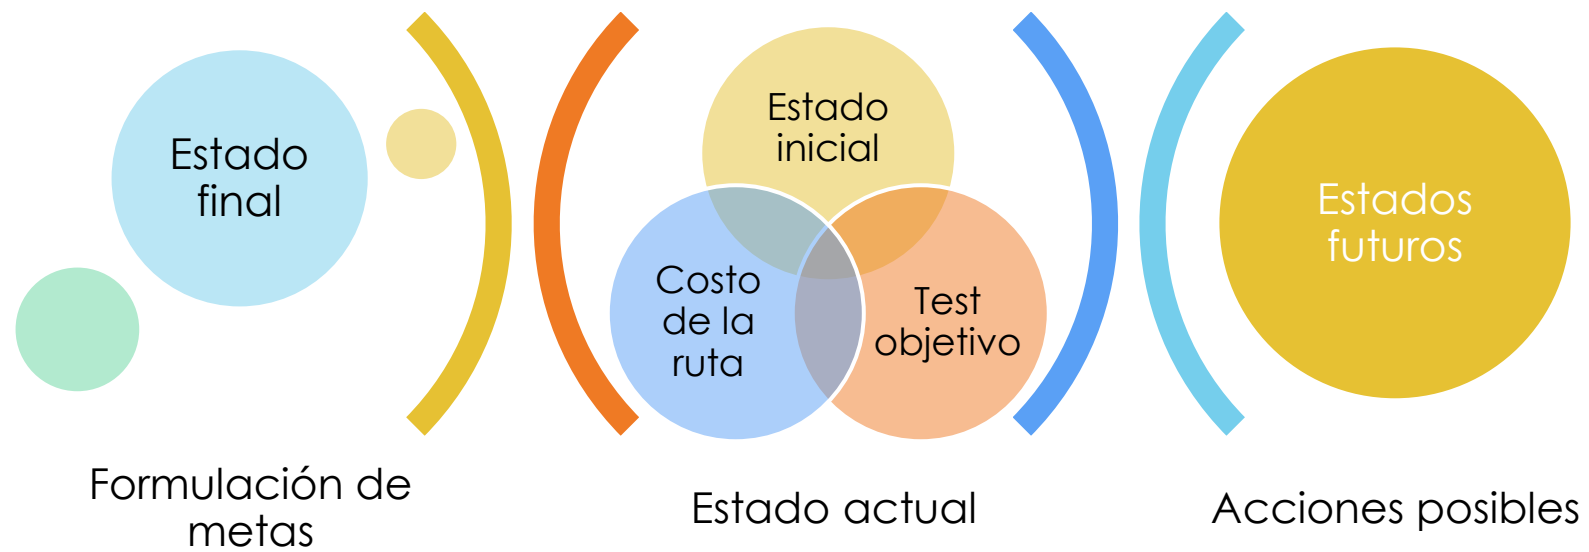 Estado
final
Formulación de
metas
Estado
inicial
Costo
de la
ruta
Test
objetivo
Estado actual
Estados
futuros
Acciones posibles